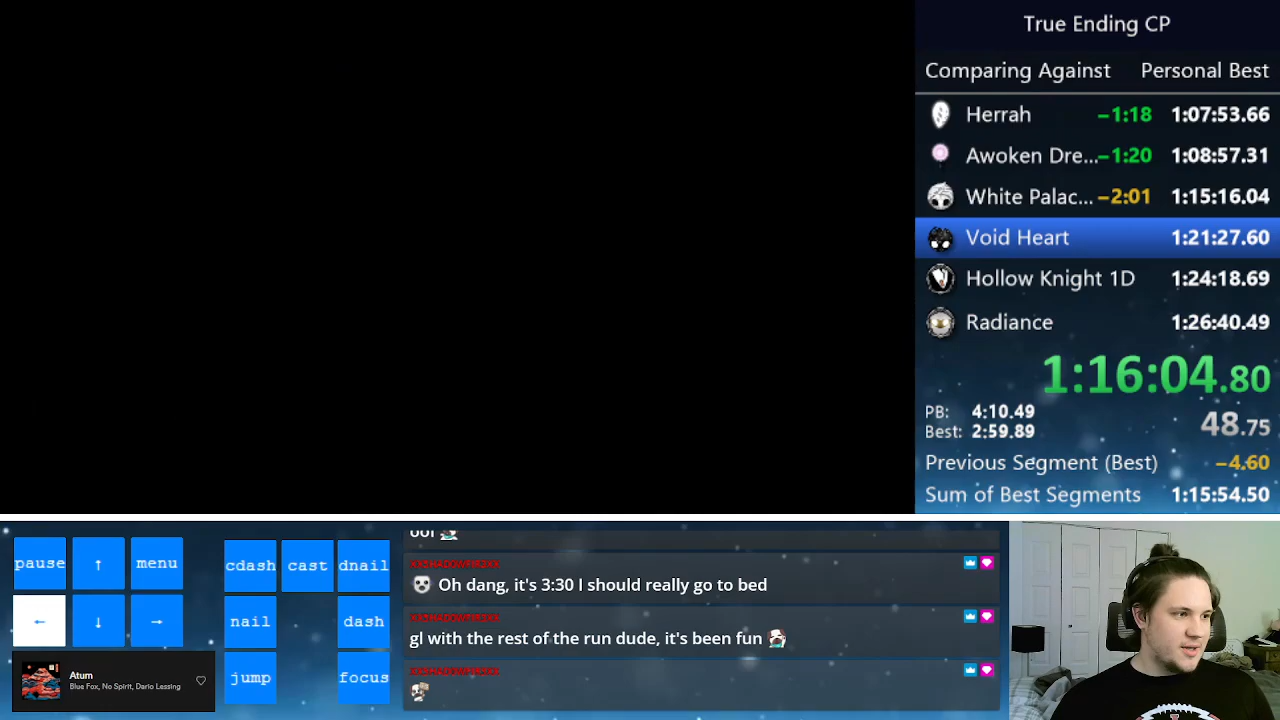 True Ending CP
Comparing Against Personal Best
Herrah −1:18 1:07:53.66
Awoken Dre... −1:20 1:08:57.31
White Palac... −2:01 1:15:16.04
Void Heart 1:21:27.60
Hollow Knight 1D 1:24:18.69
Radiance 1:26:40.49
1:16:04.80
PB: 4:10.49
Best: 2:59.89
48.75
Previous Segment (Best) −4.60
Sum of Best Segments 1:15:54.50
pause ↑ menu
← ↓ →
cdash cast dnail
nail dash
jump focus
Atum
Blue Fox, No Spirit, Dario Lessing
Oh dang, it's 3:30 I should really go to bed
gl with the rest of the run dude, it's been fun